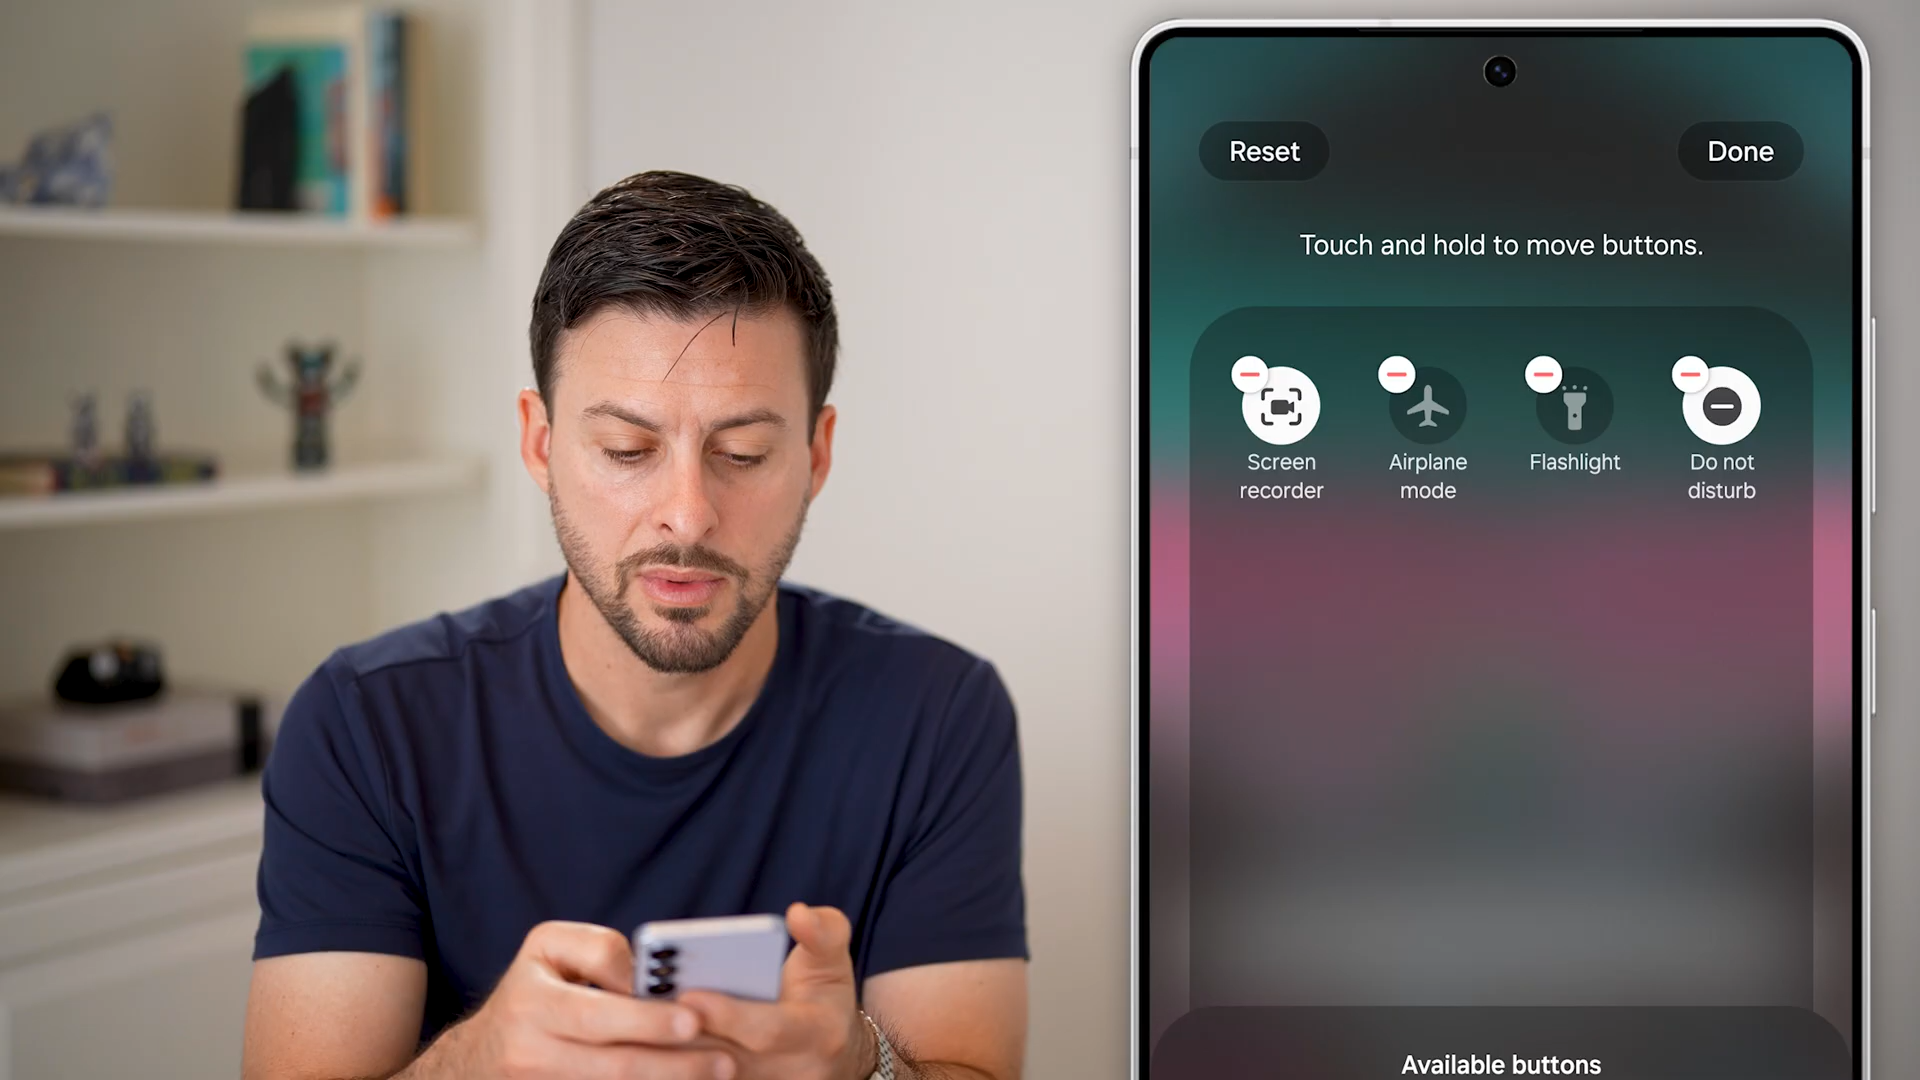 Reset
Done
Touch and hold to move buttons.
Screen
recorder
Airplane
mode
Flashlight
Do not
disturb
Available buttons